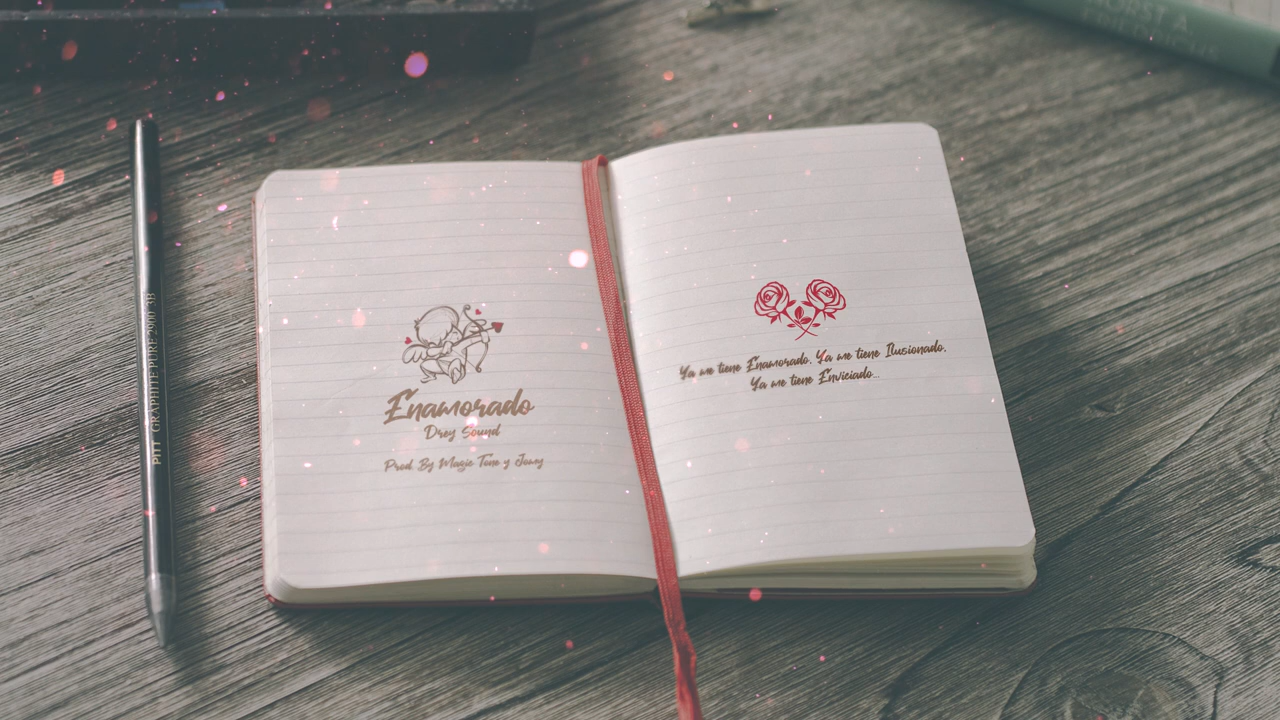 Enamorado
Drey Sound
Prod. By Magic Tone y Jowy
Ya me tiene Enamorado, Ya me tiene Ilusionado,
Ya me tiene Enviciado...
PITT GRAPHITE PURE 2900 3B